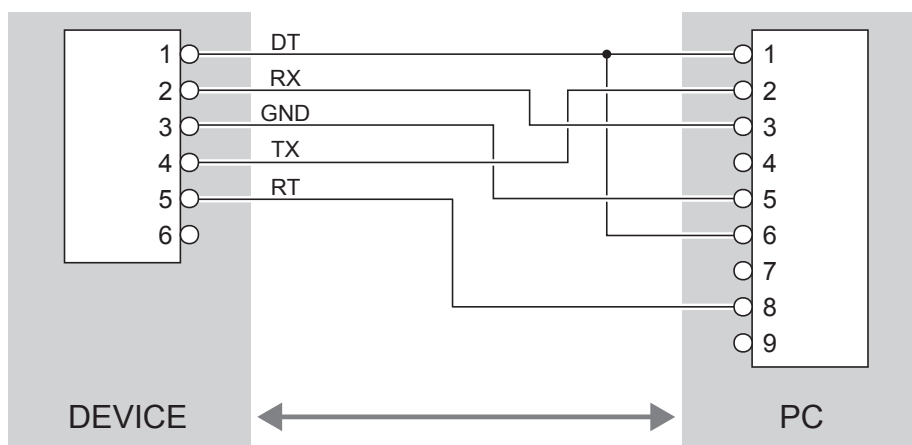 1 DT 1
2 RX 2
3 GND 3
4 TX 4
5 RT 5
6 6
7
8
9
DEVICE PC